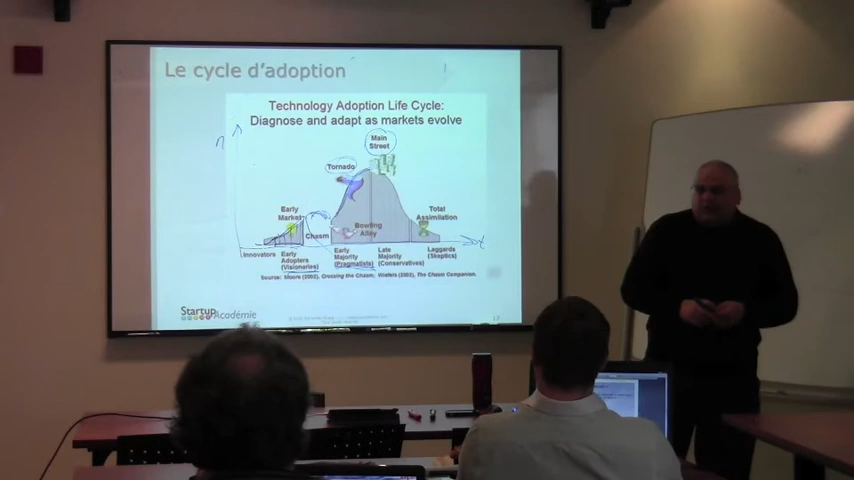 Le cycle d'adoption
Technology Adoption Life Cycle:
Diagnose and adapt as markets evolve
n
Main
Street
Tornado
Early
Market
Total
Assimilation
Chasm
Bowling
Alley
t
Innovators
Early
Adopters
(Visionaries)
Early
Majority
(Pragmatists)
Late
Majority
(Conservatives)
Laggards
(Skeptics)
Source: Moore (2002), Crossing the Chasm; Wiefels (2002), The Chasm Companion.
StartupAcadémie